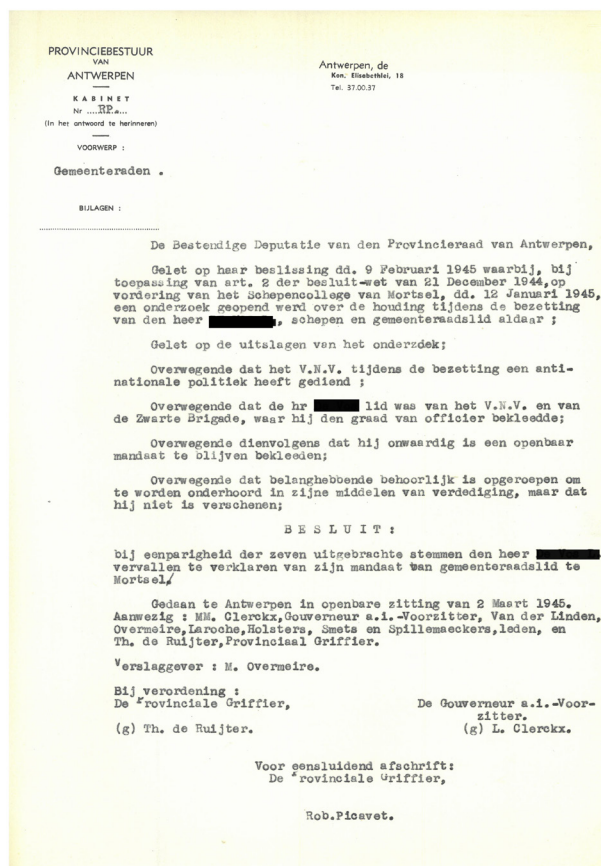 PROVINCIEBESTUUR
VAN
ANTWERPEN
KABINET
Nr ....RP.....
(In het antwoord te herinneren)
VOORWERP :
Gemeenteraden .
BIJLAGEN :
Antwerpen, de
Kon. Elisabethlei, 18
Tel. 37.00.37
De Bestendige Deputatie van den Provincieraad van Antwerpen,
Gelet op haar beslissing dd. 9 Februari 1945 waarbij, bij
toepassing van art. 2 der besluit-wet van 21 December 1944,op
vordering van het Schepencollege van Mortsel, dd. 12 Januari 1945,
een onderzoek geopend werd over de houding tijdens de bezetting
van den heer , schepen en gemeenteraadslid aldaar ;
Gelet op de uitslagen van het onderzoek;
Overwegende dat het V.N.V. tijdens de bezetting een anti-
nationale politiek heeft gediend ;
Overwegende dat de hr lid was van het V.N.V. en van
de Zwarte Brigade, waar hij den graad van officier bekleedde;
Overwegende dienvolgens dat hij onwaardig is een openbaar
mandaat te blijven bekleeden;
Overwegende dat belanghebbende behoorlijk is opgeroepen om
te worden onderhoord in zijne middelen van verdediging, maar dat
hij niet is verschenen;
B E S L U I T :
bij eenparigheid der zeven uitgebrachte stemmen den heer
vervallen te verklaren van zijn mandaat van gemeenteraadslid te
Mortsel/
Gedaan te Antwerpen in openbare zitting van 2 Maart 1945.
Aanwezig : MM. Clerckx,Gouverneur a.i.-Voorzitter, Van der Linden,
Overmeire,Laroche,Holsters, Smets en Spillemaeckers,leden, en
Th. de Ruijter,Provinciaal Griffier.
Verslaggever : M. Overmeire.
Bij verordening :
De Provinciale Griffier,
(g) Th. de Ruijter.
De Gouverneur a.i.-Voor-
zitter.
(g) L. Clerckx.
Voor eensluidend afschrift:
De Provinciale Griffier,
Rob.Picavet.